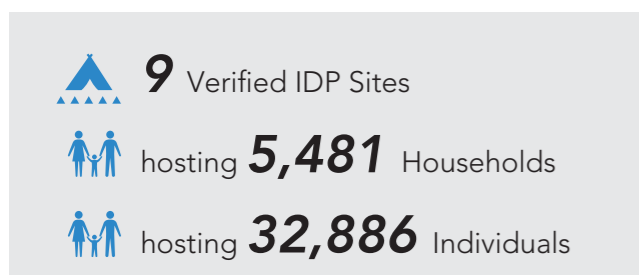 9 Verified IDP Sites
hosting 5,481 Households
hosting 32,886 Individuals